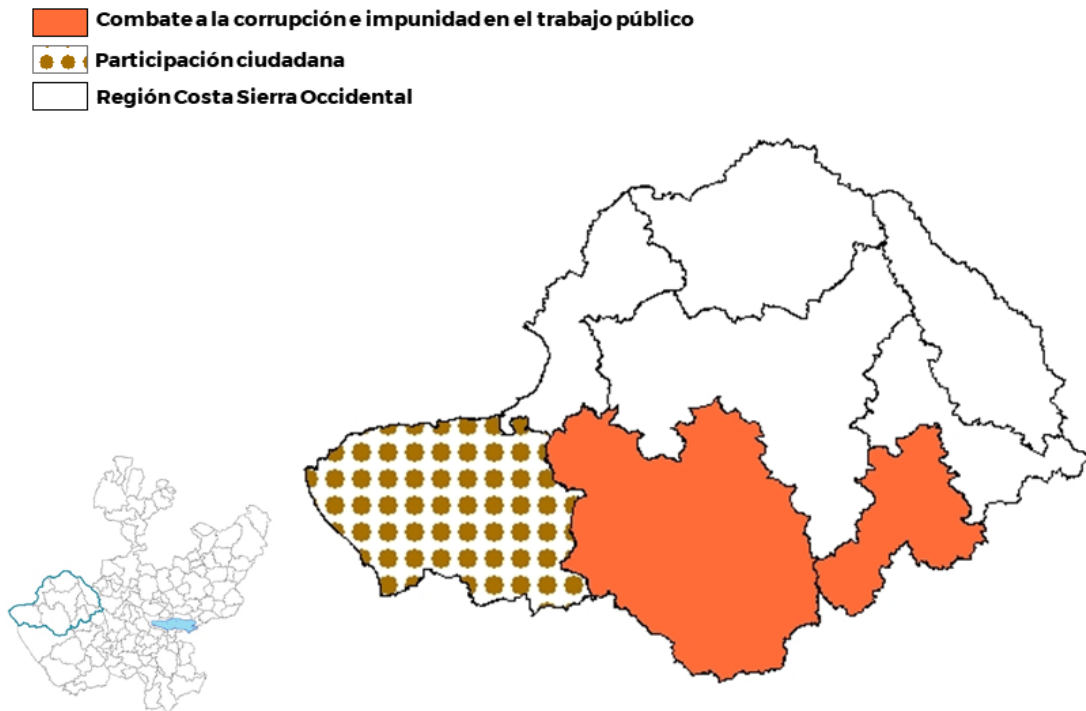 Combate a la corrupción e impunidad en el trabajo público
Participación ciudadana
Región Costa Sierra Occidental